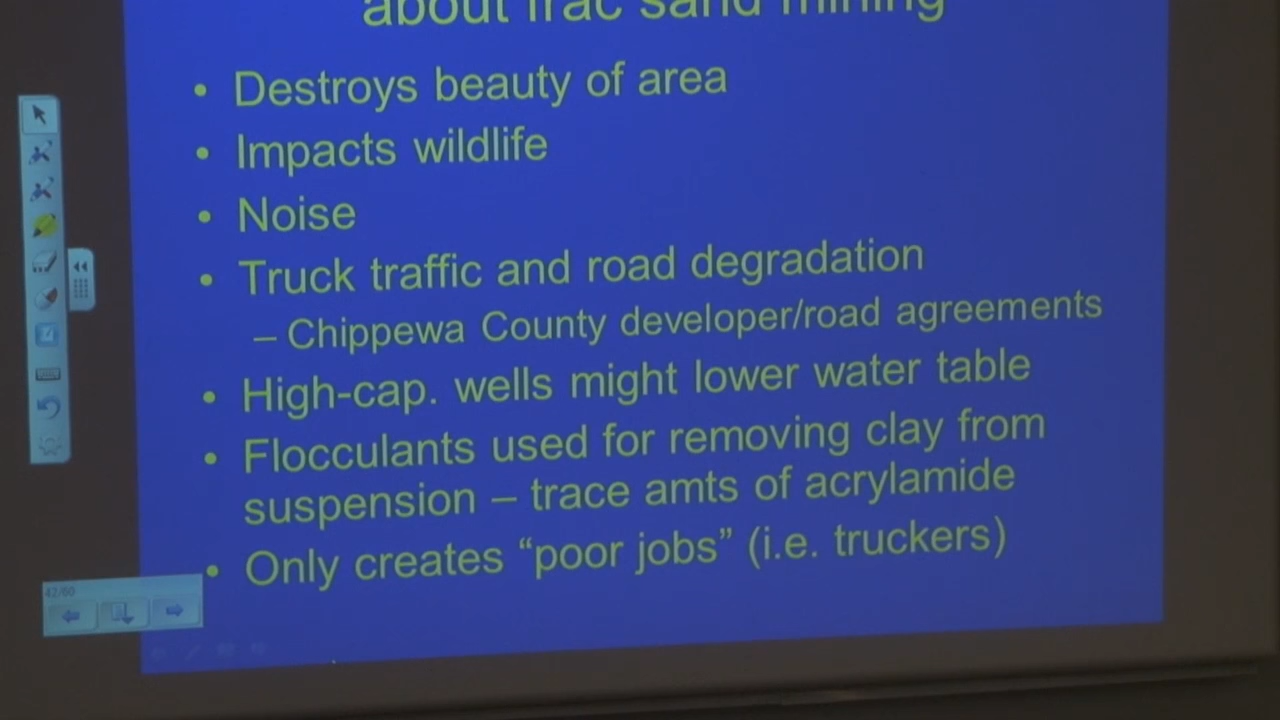 about frac sand mining
• Destroys beauty of area
• Impacts wildlife
• Noise
• Truck traffic and road degradation
– Chippewa County developer/road agreements
• High-cap. wells might lower water table
• Flocculants used for removing clay from
suspension – trace amts of acrylamide
• Only creates “poor jobs” (i.e. truckers)
42/60